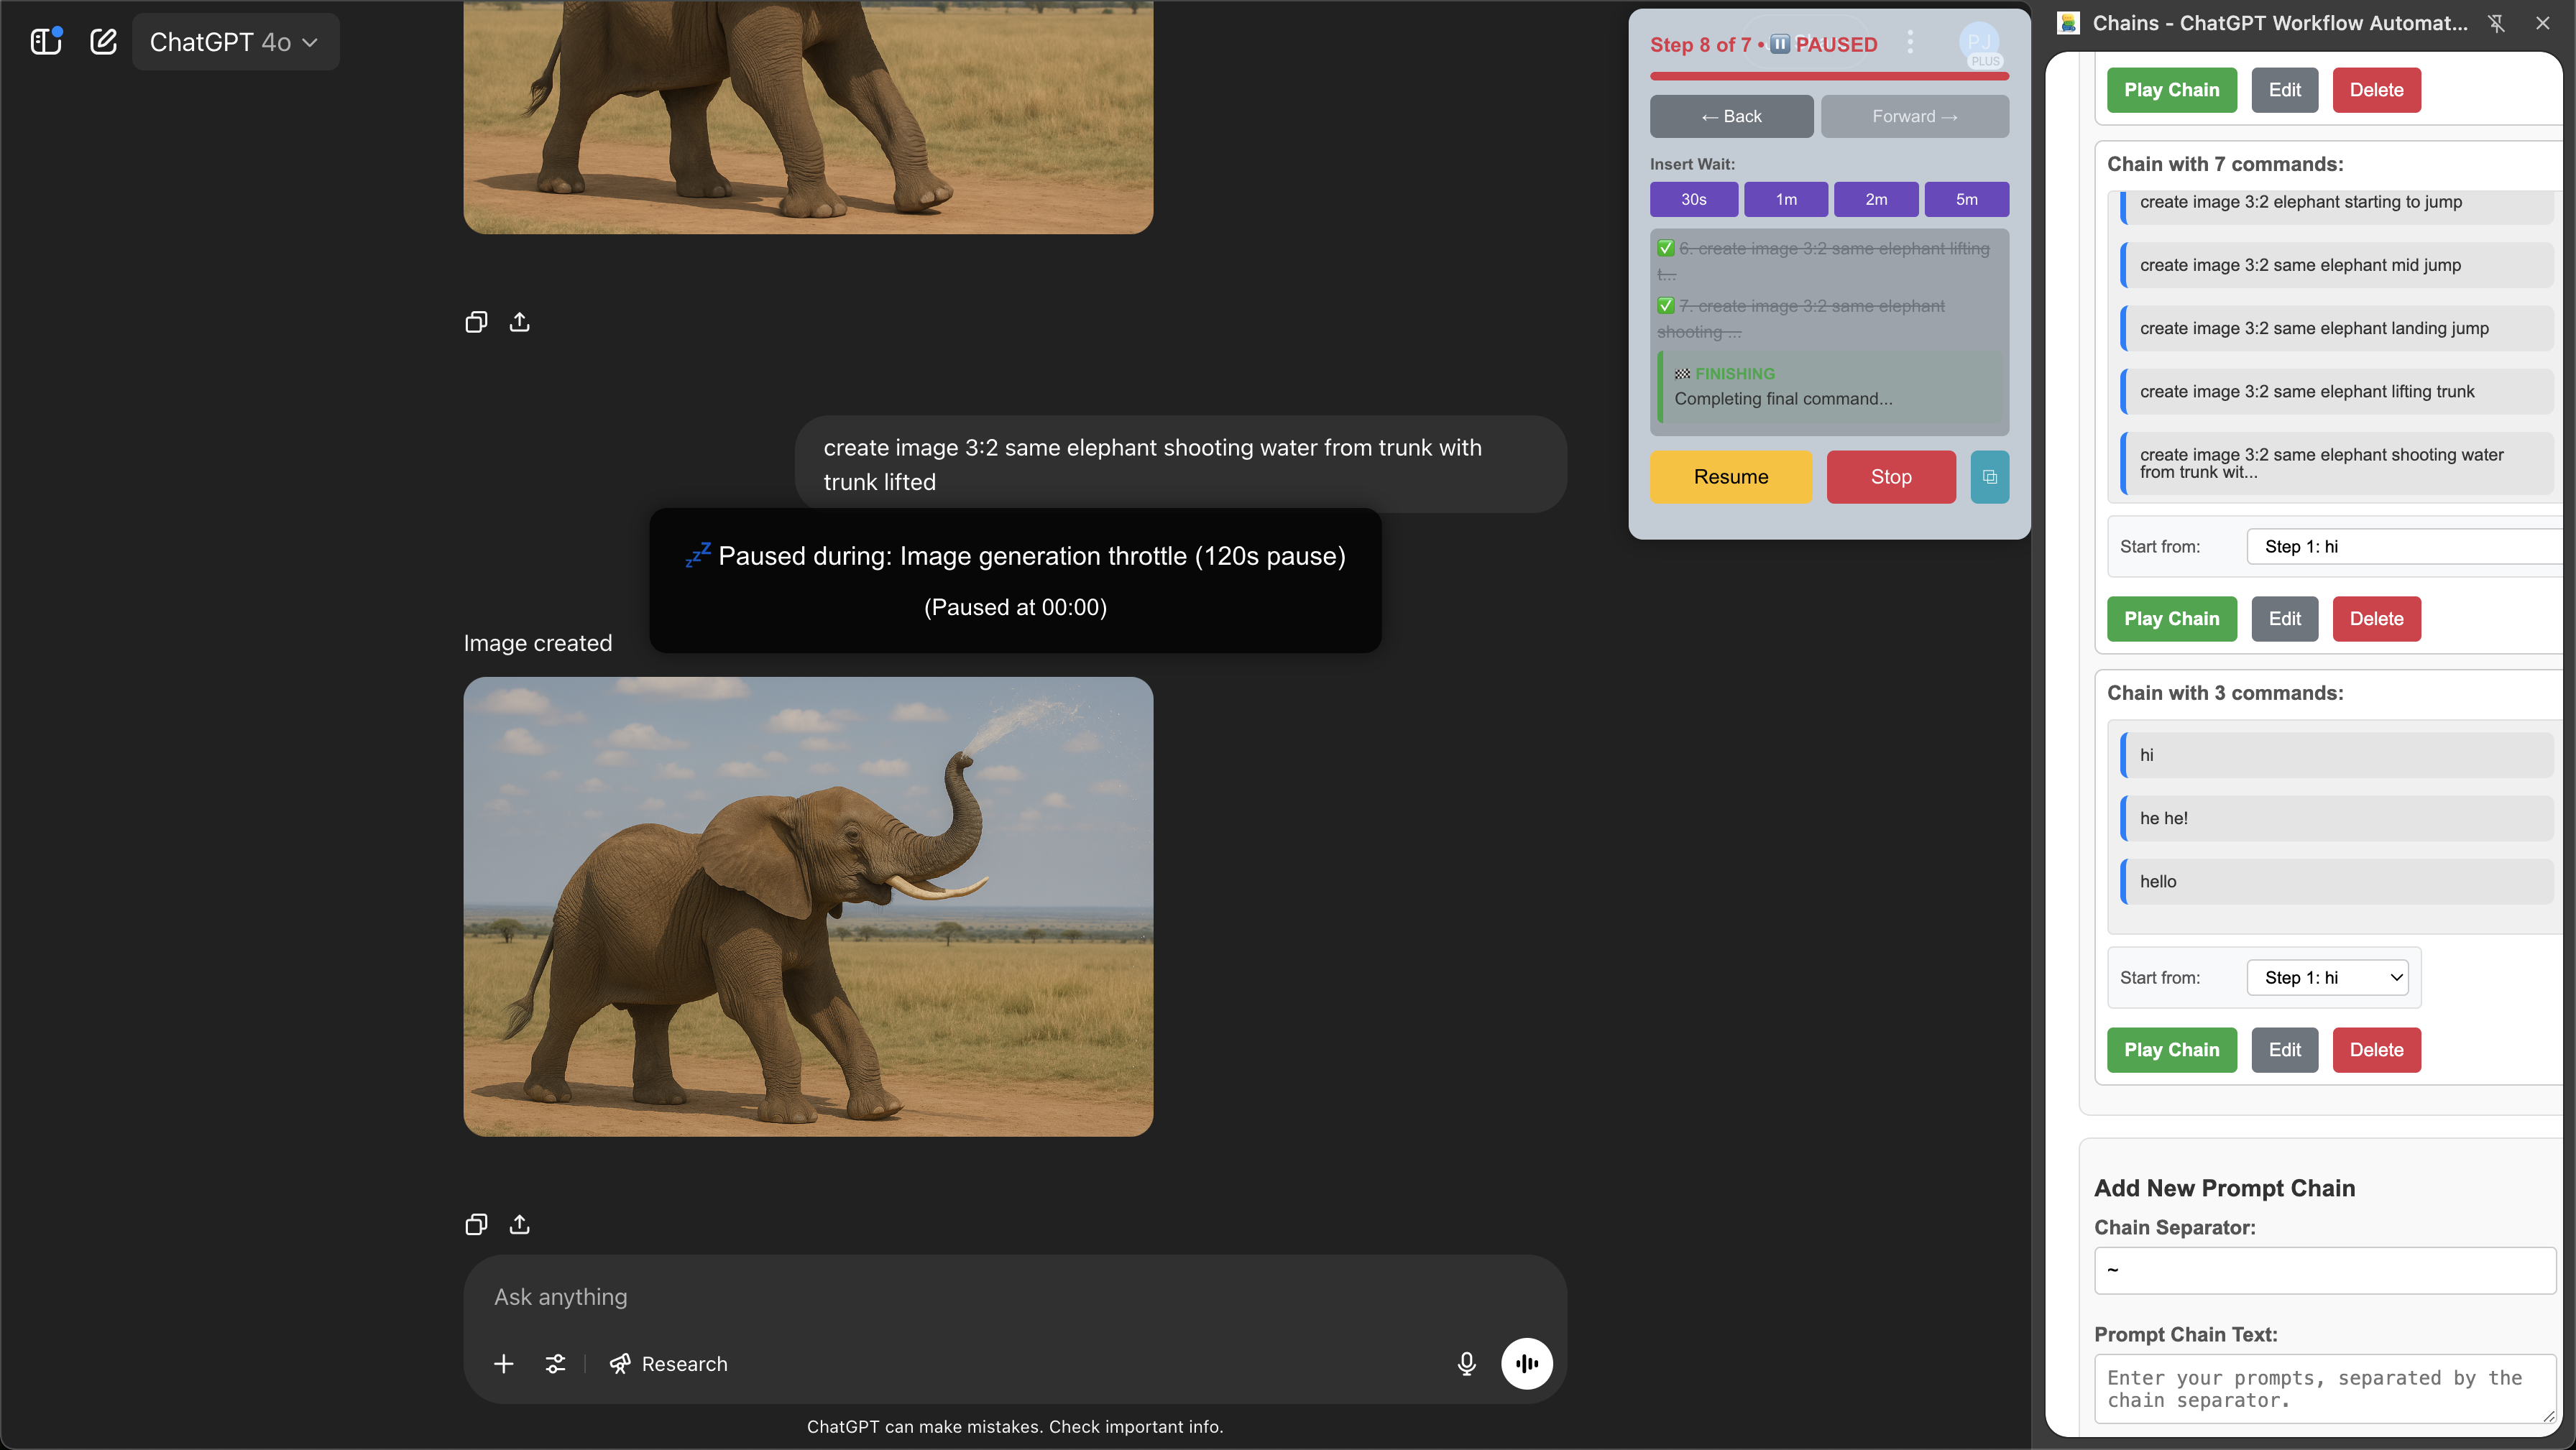 ChatGPT 4o
create image 3:2 same elephant shooting water from trunk with
trunk lifted
💤 Paused during: Image generation throttle (120s pause)
(Paused at 00:00)
Image created
Ask anything
Research
ChatGPT can make mistakes. Check important info.
Step 8 of 7 • ⏸ PAUSED
PJ
PLUS
← Back
Forward →
Insert Wait:
30s
1m
2m
5m
✅ 6. create image 3:2 same elephant lifting
t...
✅ 7. create image 3:2 same elephant
shooting ...
🏁 FINISHING
Completing final command...
Resume
Stop
Chains - ChatGPT Workflow Automat...
Play Chain
Edit
Delete
Chain with 7 commands:
create image 3:2 elephant starting to jump
create image 3:2 same elephant mid jump
create image 3:2 same elephant landing jump
create image 3:2 same elephant lifting trunk
create image 3:2 same elephant shooting water
from trunk wit...
Start from:
Step 1: hi
Play Chain
Edit
Delete
Chain with 3 commands:
hi
he he!
hello
Start from:
Step 1: hi
Play Chain
Edit
Delete
Add New Prompt Chain
Chain Separator:
~
Prompt Chain Text:
Enter your prompts, separated by the
chain separator.